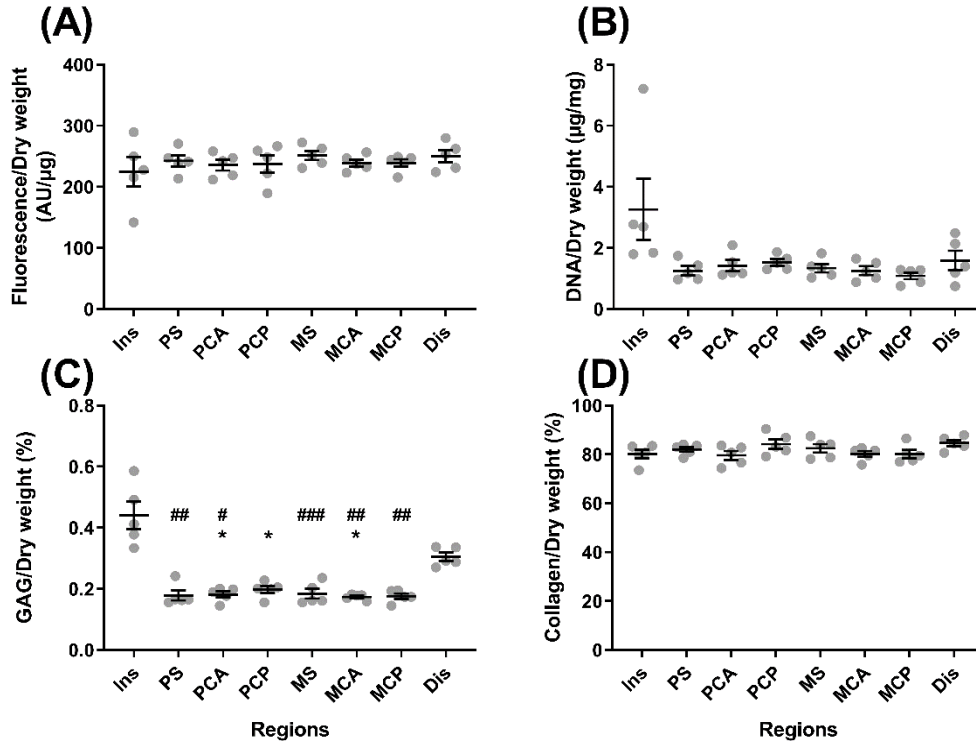 (A)
Fluorescence/Dry weight
(AU/µg)
400
300
200
100
0
Ins PS PCA PCP MS MCA MCP Dis
(B)
DNA/Dry weight (µg/mg)
8
6
4
2
0
Ins PS PCA PCP MS MCA MCP Dis
(C)
GAG/Dry weight (%)
0.8
0.6
0.4
0.2
0.0
## # ### ## ##
* * *
Ins PS PCA PCP MS MCA MCP Dis
Regions
(D)
Collagen/Dry weight (%)
100
80
60
40
20
0
Ins PS PCA PCP MS MCA MCP Dis
Regions